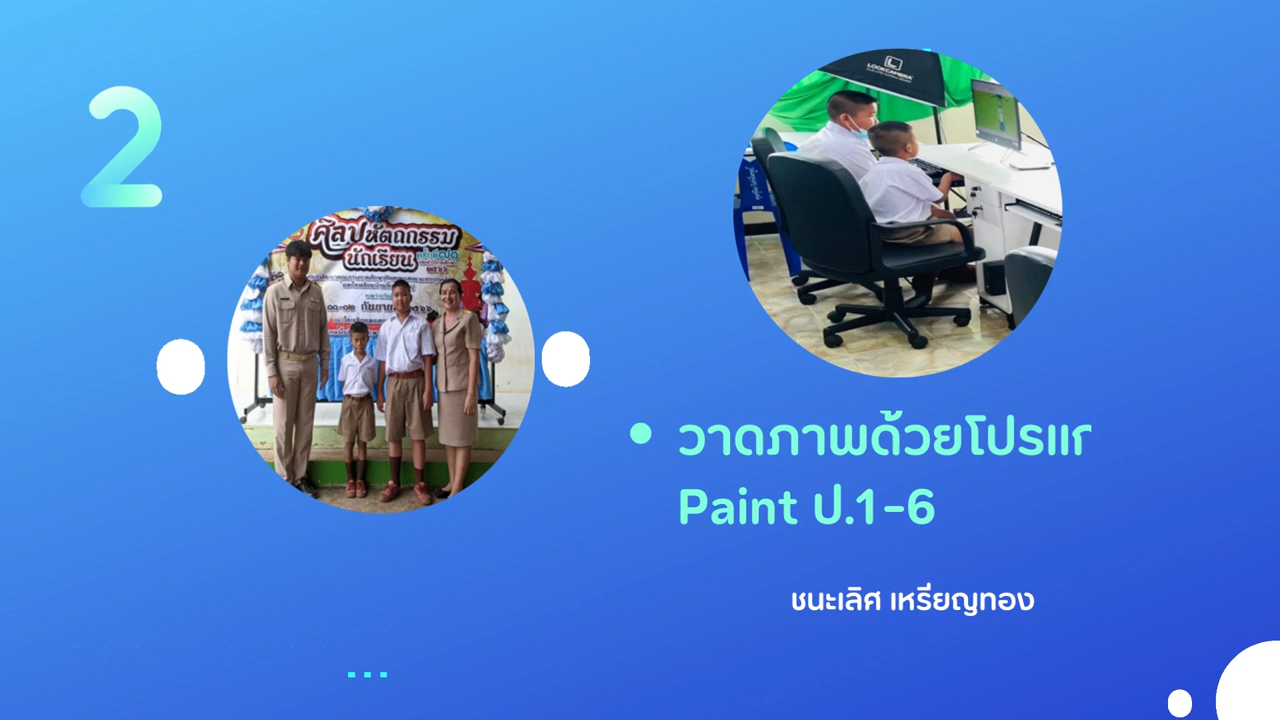 2
ศิลปหัตถกรรม
นักเรียน
LOOKCAMERA
วาดภาพด้วยโปรแก
Paint ป.1-6
ชนะเลิศ เหรียญทอง